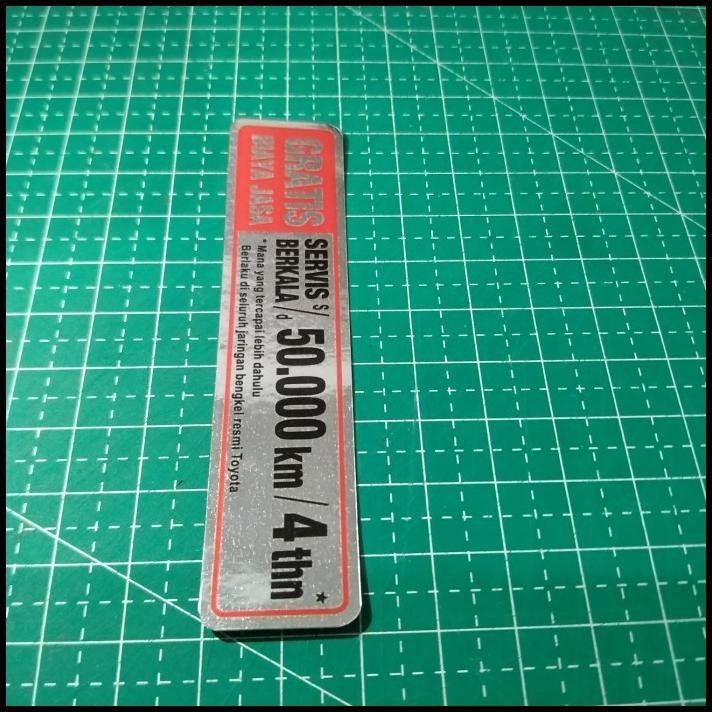 GRATIS
BIAYA JASA
SERVIS
BERKALA
s/d 50.000 km / 4 thn*
*Mana yang tercapai lebih dahulu
Berlaku di seluruh jaringan bengkel resmi Toyota